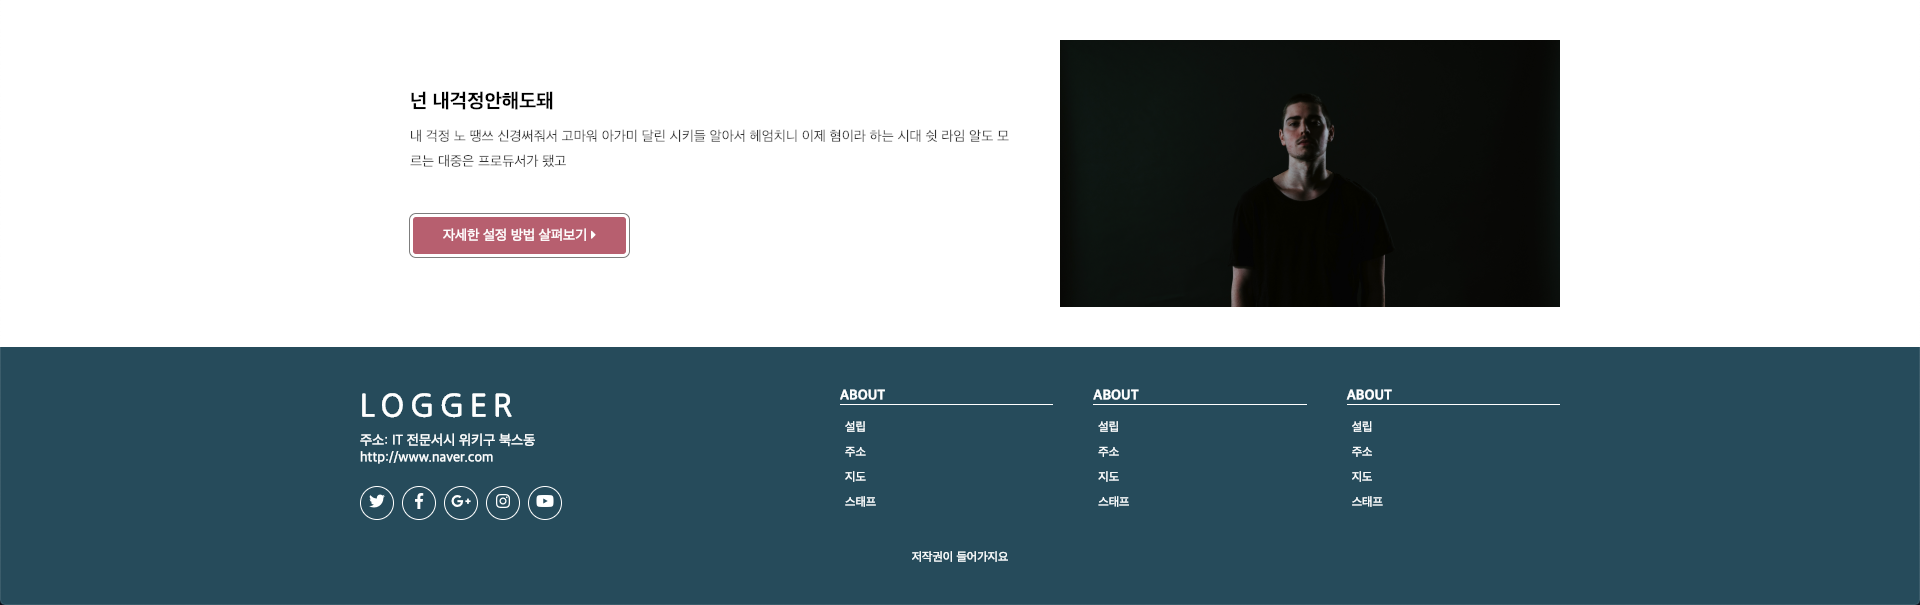 넌 내걱정안해도돼
내 걱정 노 땡쓰 신경써줘서 고마워 아가미 달린 시키들 알아서 헤엄치니 이제 혐이라 하는 시대 쉿 라임 알도 모
르는 대중은 프로듀서가 됐고
자세한 설정 방법 살펴보기
LOGGER
주소: IT 전문서시 위키구 북스동
http://www.naver.com
ABOUT
설립
주소
지도
스태프
ABOUT
설립
주소
지도
스태프
ABOUT
설립
주소
지도
스태프
저작권이 들어가지요